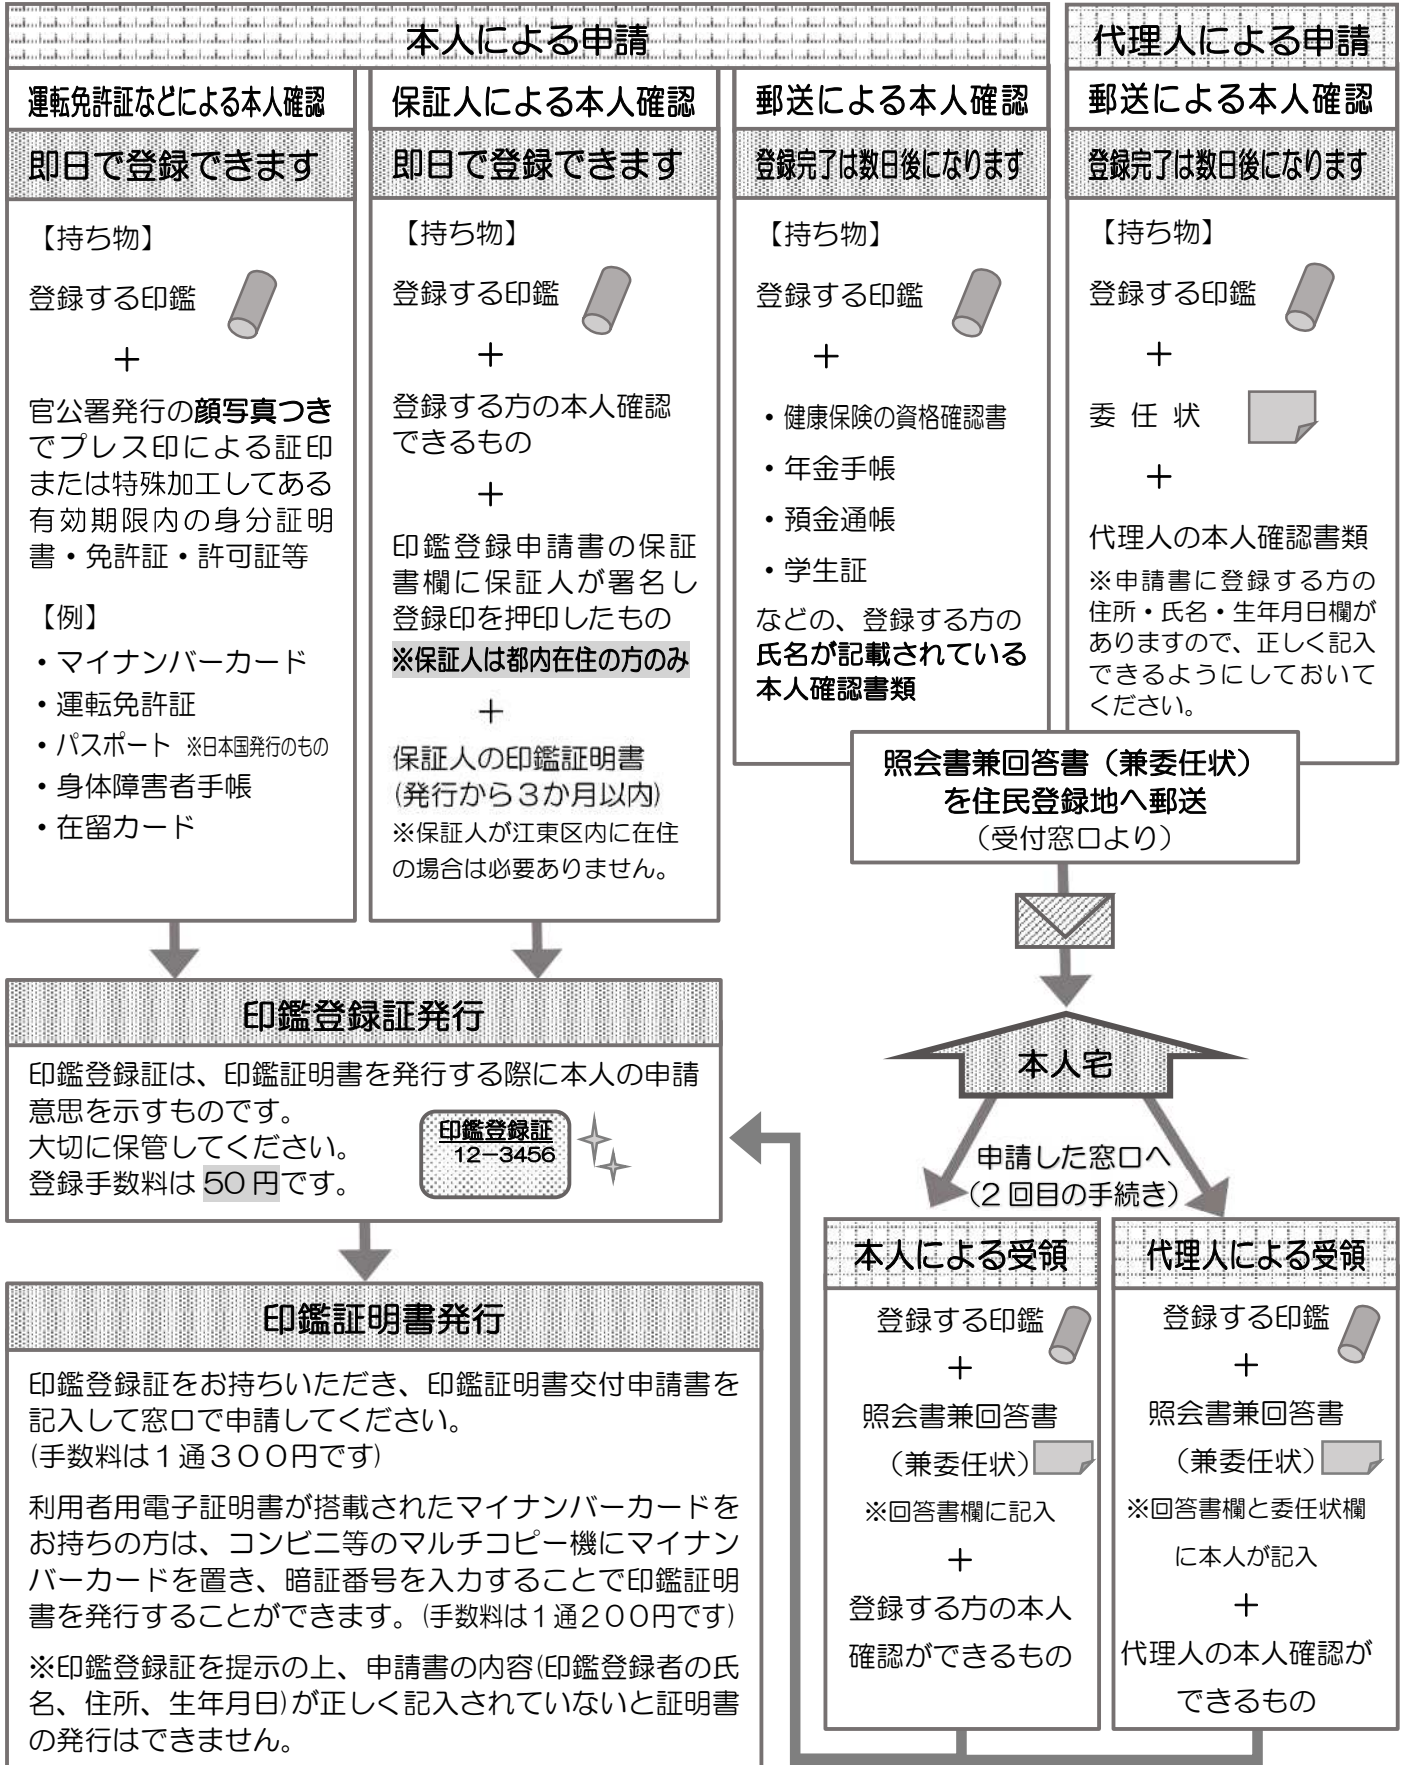 本人による申請
運転免許証などによる本人確認
即日で登録できます
【持ち物】
登録する印鑑
＋
官公署発行の顔写真つき
でプレス印による証印
または特殊加工してある
有効期限内の身分証明
書・免許証・許可証等
【例】
・マイナンバーカード
・運転免許証
・パスポート ※日本国発行のもの
・身体障害者手帳
・在留カード
保証人による本人確認
即日で登録できます
【持ち物】
登録する印鑑
＋
登録する方の本人確認
できるもの
＋
印鑑登録申請書の保証
書欄に保証人が署名し
登録印を押印したもの
※保証人は都内在住の方のみ
＋
保証人の印鑑証明書
(発行から３か月以内)
※保証人が江東区内に在住
の場合は必要ありません。
郵送による本人確認
登録完了は数日後になります
【持ち物】
登録する印鑑
＋
・健康保険の資格確認書
・年金手帳
・預金通帳
・学生証
などの、登録する方の
氏名が記載されている
本人確認書類
代理人による申請
郵送による本人確認
登録完了は数日後になります
【持ち物】
登録する印鑑
＋
委 任 状
＋
代理人の本人確認書類
※申請書に登録する方の
住所・氏名・生年月日欄が
ありますので、正しく記入
できるようにしておいて
ください。
照会書兼回答書（兼委任状）
を住民登録地へ郵送
（受付窓口より）
本人宅
申請した窓口へ
（２回目の手続き）
本人による受領
登録する印鑑
＋
照会書兼回答書
（兼委任状）
※回答書欄に記入
＋
登録する方の本人
確認ができるもの
代理人による受領
登録する印鑑
＋
照会書兼回答書
（兼委任状）
※回答書欄と委任状欄
に本人が記入
＋
代理人の本人確認が
できるもの
印鑑登録証発行
印鑑登録証は、印鑑証明書を発行する際に本人の申請
意思を示すものです。
大切に保管してください。
登録手数料は 50 円です。
印鑑登録証
12－3456
印鑑証明書発行
印鑑登録証をお持ちいただき、印鑑証明書交付申請書を
記入して窓口で申請してください。
(手数料は１通３００円です)
利用者用電子証明書が搭載されたマイナンバーカードを
お持ちの方は、コンビニ等のマルチコピー機にマイナン
バーカードを置き、暗証番号を入力することで印鑑証明
書を発行することができます。(手数料は１通２００円です)
※印鑑登録証を提示の上、申請書の内容(印鑑登録者の氏
名、住所、生年月日)が正しく記入されていないと証明書
の発行はできません。